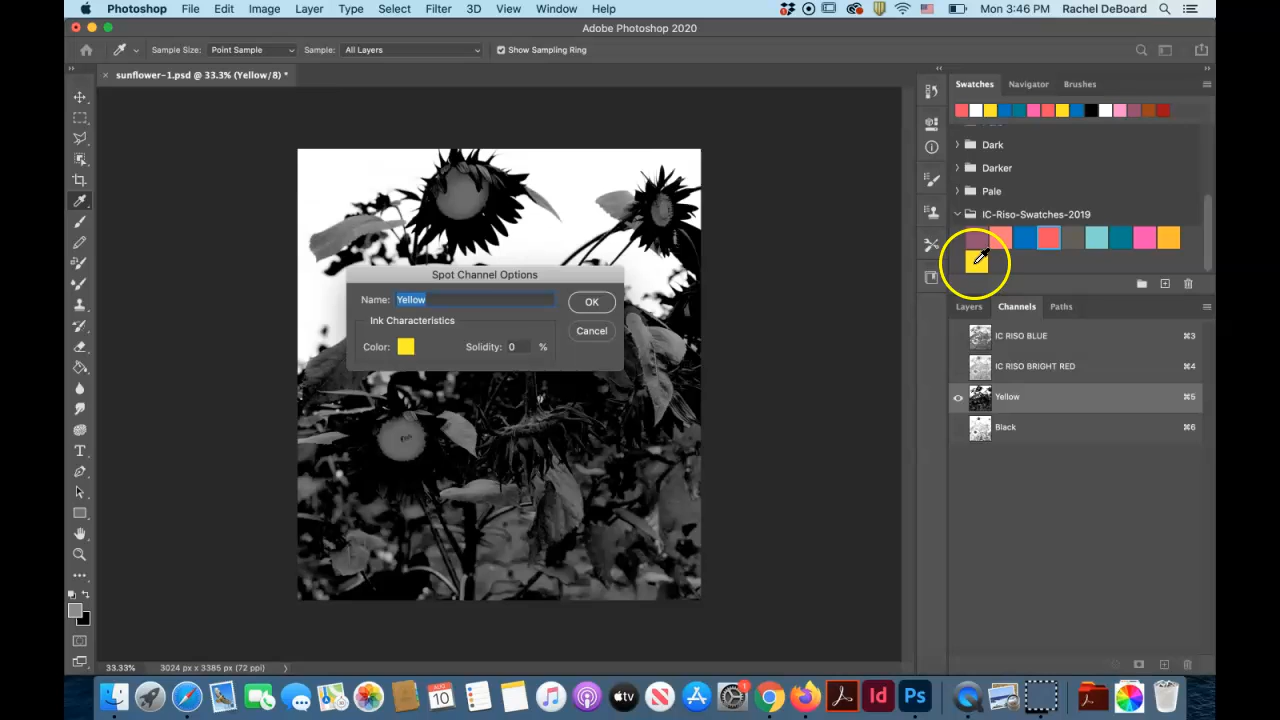 Photoshop File Edit Image Layer Type Select Filter 3D View Window Help Mon 3:46 PM Rachel DeBoard
Adobe Photoshop 2020
Sample Size: Point Sample Sample: All Layers Show Sampling Ring
sunflower-1.psd @ 33.3% (Yellow/8) *
Swatches Navigator Brushes
Dark
Darker
Pale
IC-Riso-Swatches-2019
Spot Channel Options
Name: Yellow OK
Ink Characteristics
Cancel
Color: Solidity: 0 %
Layers Channels Paths
IC RISO BLUE ⌘3
IC RISO BRIGHT RED ⌘4
Yellow ⌘5
Black ⌘6
33.33% 3024 px x 3385 px (72 ppi)
AUG
10
tv
Id
Ps